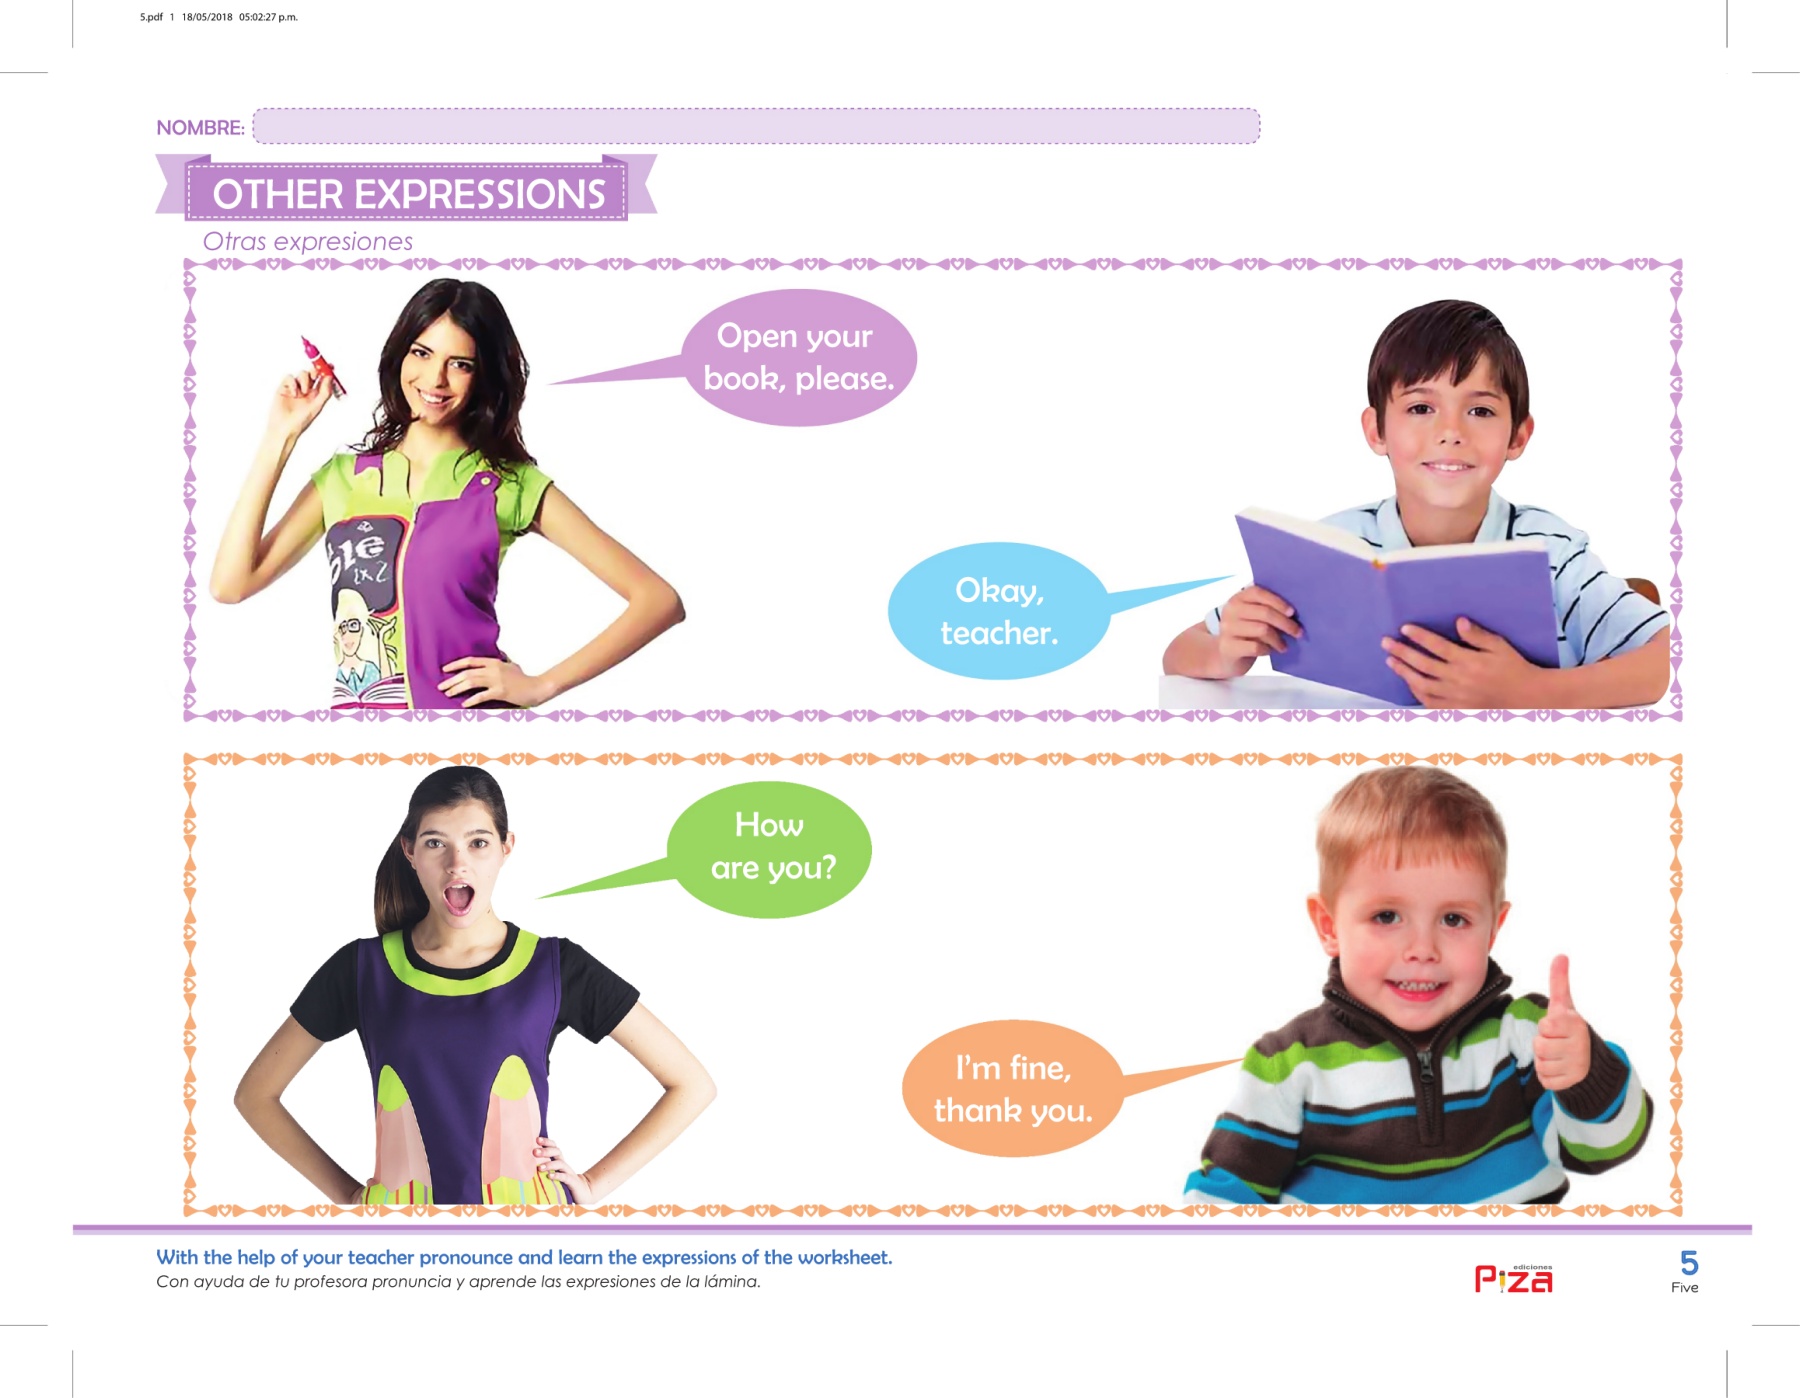 5.pdf 1 18/05/2018 05:02:27 p.m.
NOMBRE:
OTHER EXPRESSIONS
Otras expresiones
Open your
book, please.
Okay,
teacher.
How
are you?
I'm fine,
thank you.
With the help of your teacher pronounce and learn the expressions of the worksheet.
Con ayuda de tu profesora pronuncia y aprende las expresiones de la lámina.
ediciones
Piza
5
Five